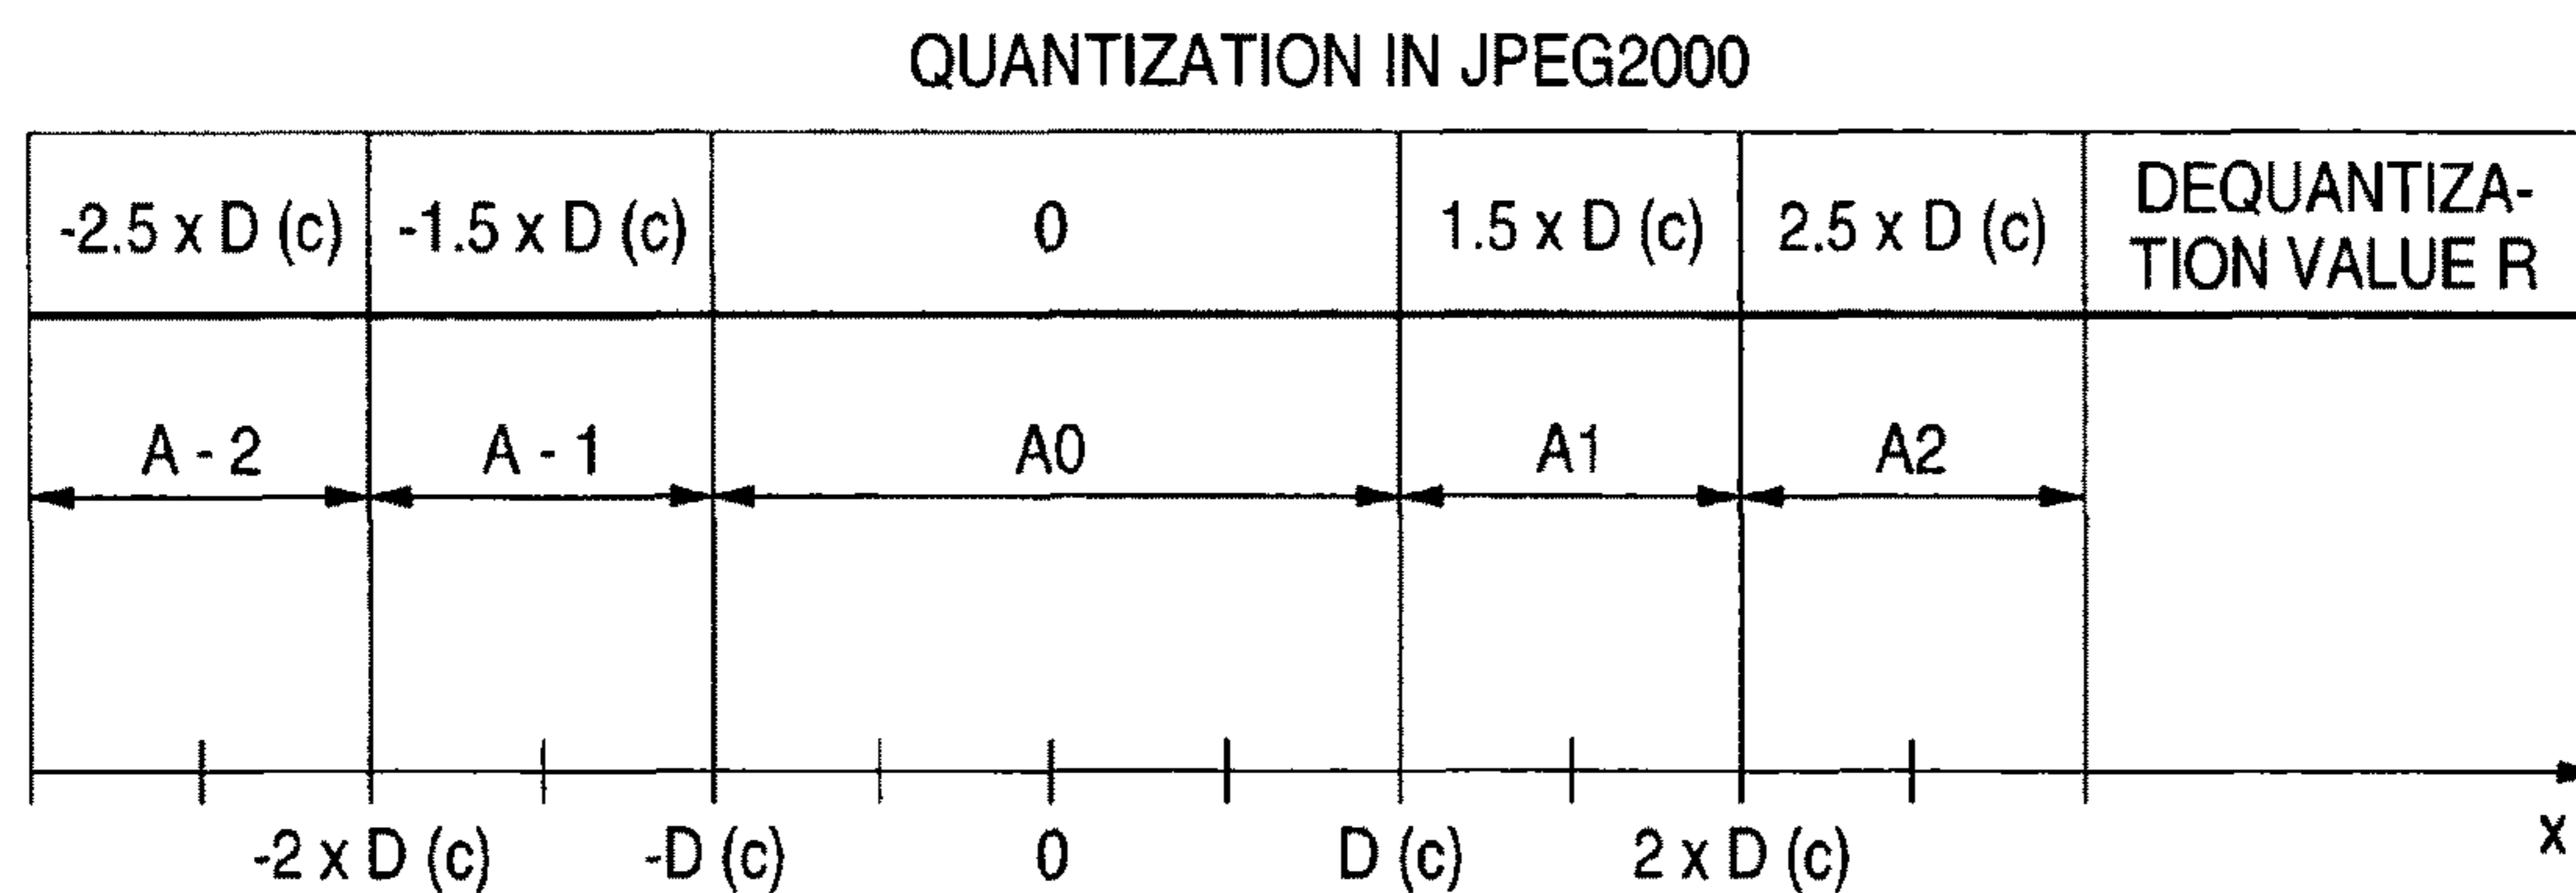 QUANTIZATION IN JPEG2000
-2.5 x D (c) -1.5 x D (c) 0 1.5 x D (c) 2.5 x D (c) DEQUANTIZA-
TION VALUE R
A - 2 A - 1 A0 A1 A2
-2 x D (c) -D (c) 0 D (c) 2 x D (c) x